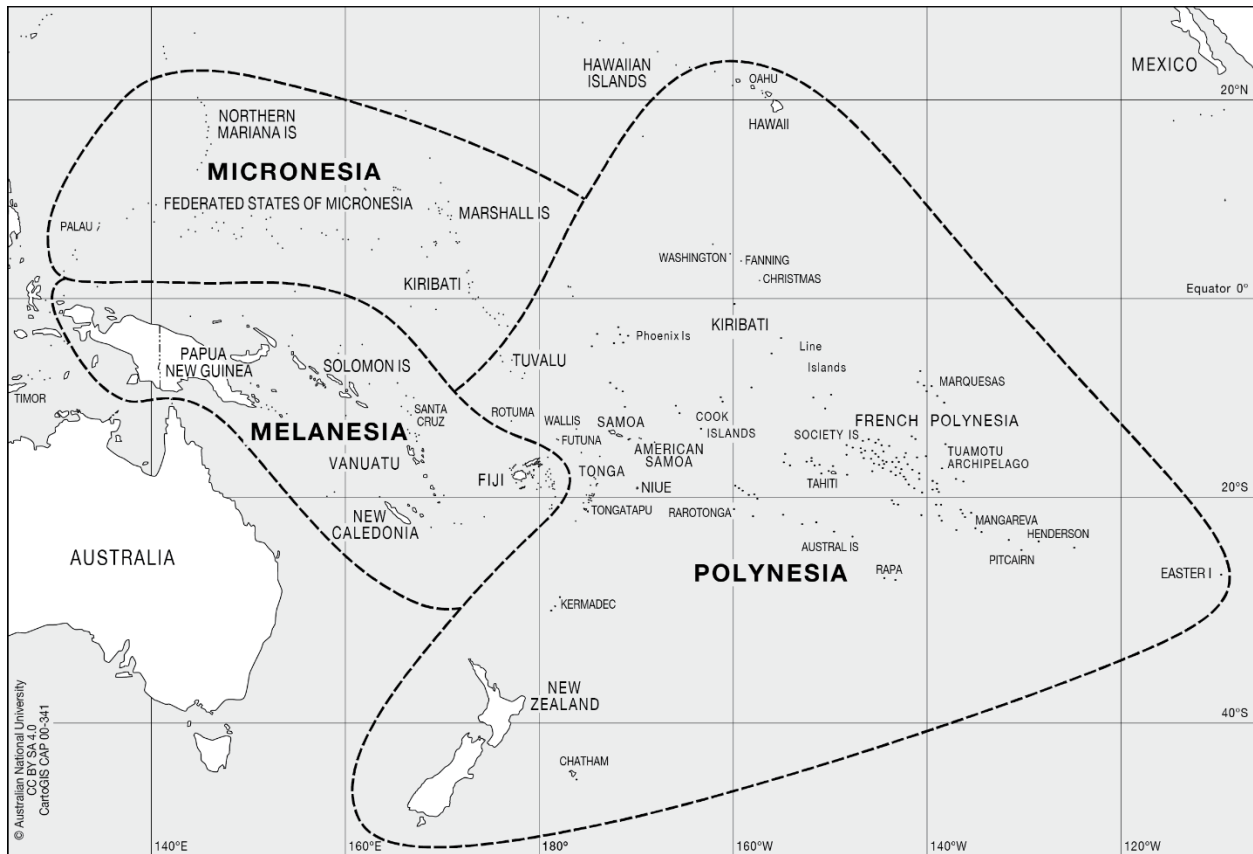 HAWAIIAN
ISLANDS
OAHU
MEXICO
20°N
HAWAII
NORTHERN
MARIANA IS
MICRONESIA
FEDERATED STATES OF MICRONESIA
MARSHALL IS
PALAU
WASHINGTON
FANNING
CHRISTMAS
KIRIBATI
Equator 0°
KIRIBATI
Phoenix Is
Line
Islands
PAPUA
NEW GUINEA
SOLOMON IS
TUVALU
MARQUESAS
TIMOR
SANTA
CRUZ
ROTUMA
WALLIS
SAMOA
COOK
ISLANDS
FRENCH POLYNESIA
MELANESIA
FUTUNA
AMERICAN
SAMOA
SOCIETY IS
TUAMOTU
ARCHIPELAGO
VANUATU
FIJI
TONGA
NIUE
TAHITI
20°S
NEW
CALEDONIA
TONGATAPU
RAROTONGA
MANGAREVA
HENDERSON
AUSTRAL IS
PITCAIRN
AUSTRALIA
POLYNESIA
RAPA
EASTER I
KERMADEC
NEW
ZEALAND
40°S
CHATHAM
© Australian National University
CC BY SA 4.0
CartoGIS CAP 00-341
140°E
160°E
180°
160°W
140°W
120°W